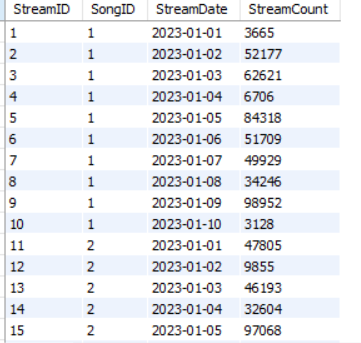 StreamID SongID StreamDate StreamCount
1 1 2023-01-01 3665
2 1 2023-01-02 52177
3 1 2023-01-03 62621
4 1 2023-01-04 6706
5 1 2023-01-05 84318
6 1 2023-01-06 51709
7 1 2023-01-07 49929
8 1 2023-01-08 34246
9 1 2023-01-09 98952
10 1 2023-01-10 3128
11 2 2023-01-01 47805
12 2 2023-01-02 9855
13 2 2023-01-03 46193
14 2 2023-01-04 32604
15 2 2023-01-05 97068